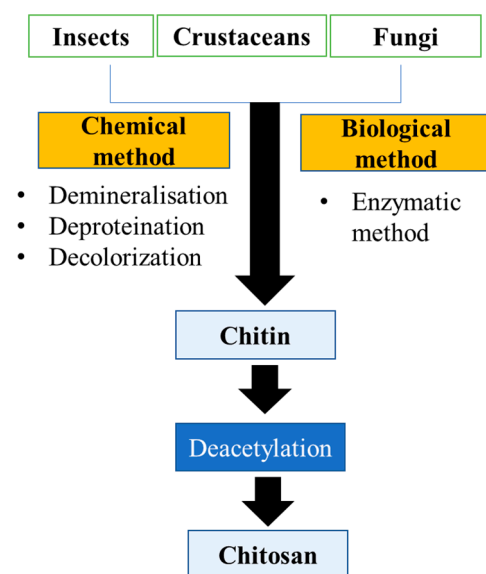 Insects
Crustaceans
Fungi
Chemical
method
Biological
method
• Demineralisation
• Deproteination
• Decolorization
• Enzymatic
method
Chitin
Deacetylation
Chitosan